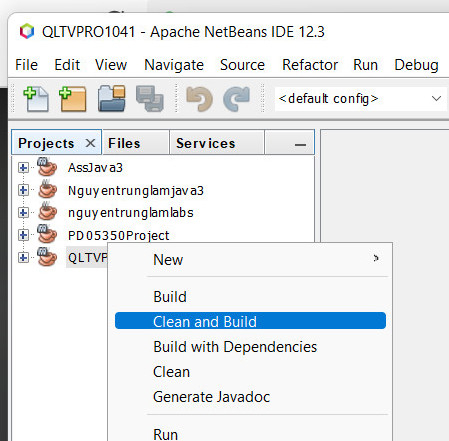 QLTVPRO1041 - Apache NetBeans IDE 12.3
File Edit View Navigate Source Refactor Run Debug
<default config>
Projects Files Services
AssJava3
Nguyentrunglamjava3
nguyentrunglamlabs
PD05350Project
QLTVP
New
Build
Clean and Build
Build with Dependencies
Clean
Generate Javadoc
Run